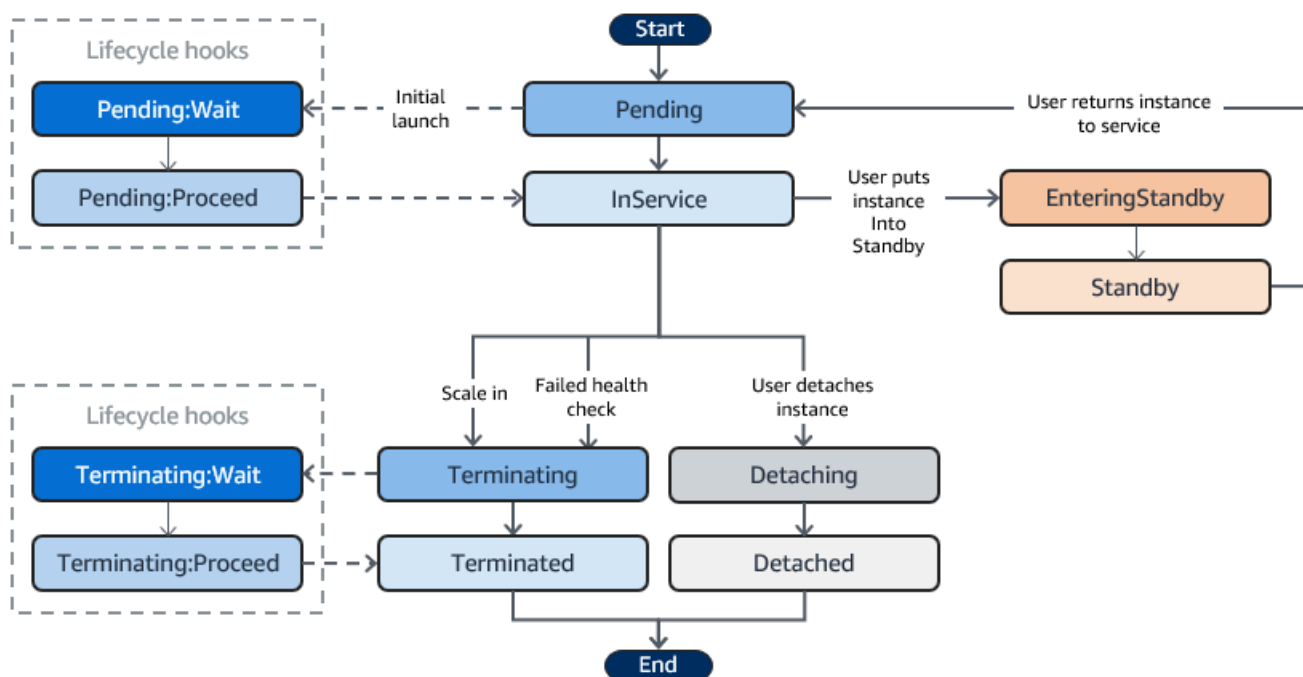 Start
Lifecycle hooks
Pending:Wait
Initial
launch
Pending
User returns instance
to service
Pending:Proceed
InService
User puts
instance
Into
Standby
EnteringStandby
Standby
Scale in
Failed health
check
User detaches
instance
Lifecycle hooks
Terminating:Wait
Terminating
Detaching
Terminating:Proceed
Terminated
Detached
End